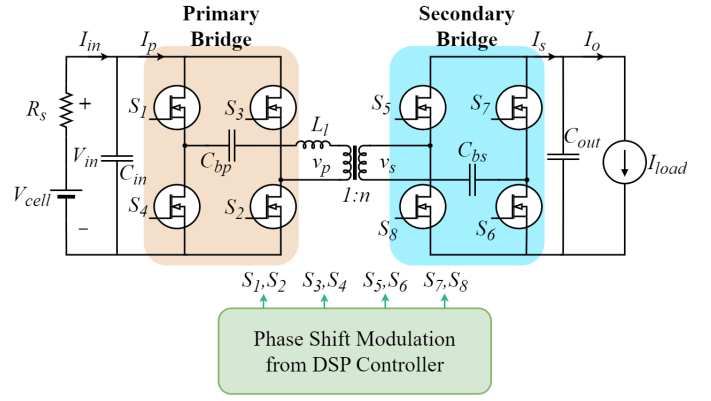 Primary
Bridge
Secondary
Bridge
I_in
I_p
I_s
I_o
R_s
+
S_1
S_3
L_l
S_5
S_7
V_in
C_in
C_bp
v_p
v_s
C_bs
C_out
I_load
V_cell
S_4
S_2
1:n
S_8
S_6
−
S_1,S_2
S_3,S_4
S_5,S_6
S_7,S_8
Phase Shift Modulation
from DSP Controller